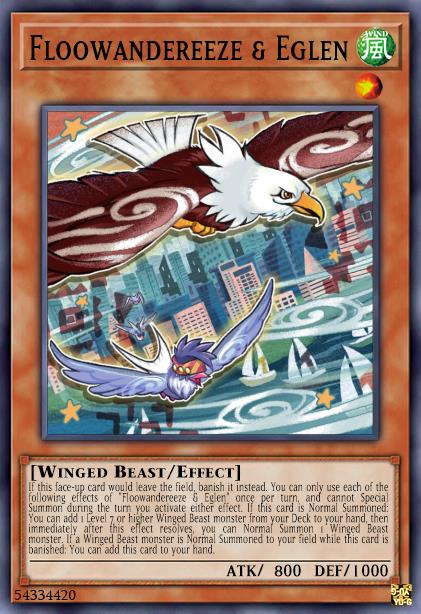 Floowandereeze & Eglen
WIND
風
[Winged Beast/Effect]
If this face-up card would leave the field, banish it instead. You can only use each of the
following effects of "Floowandereeze & Eglen" once per turn, and cannot Special
Summon during the turn you activate either effect. If this card is Normal Summoned:
You can add 1 Level 7 or higher Winged Beast monster from your Deck to your hand, then
immediately after this effect resolves, you can Normal Summon 1 Winged Beast
monster. If a Winged Beast monster is Normal Summoned to your field while this card is
banished: You can add this card to your hand.
ATK/ 800 DEF/1000
54334420